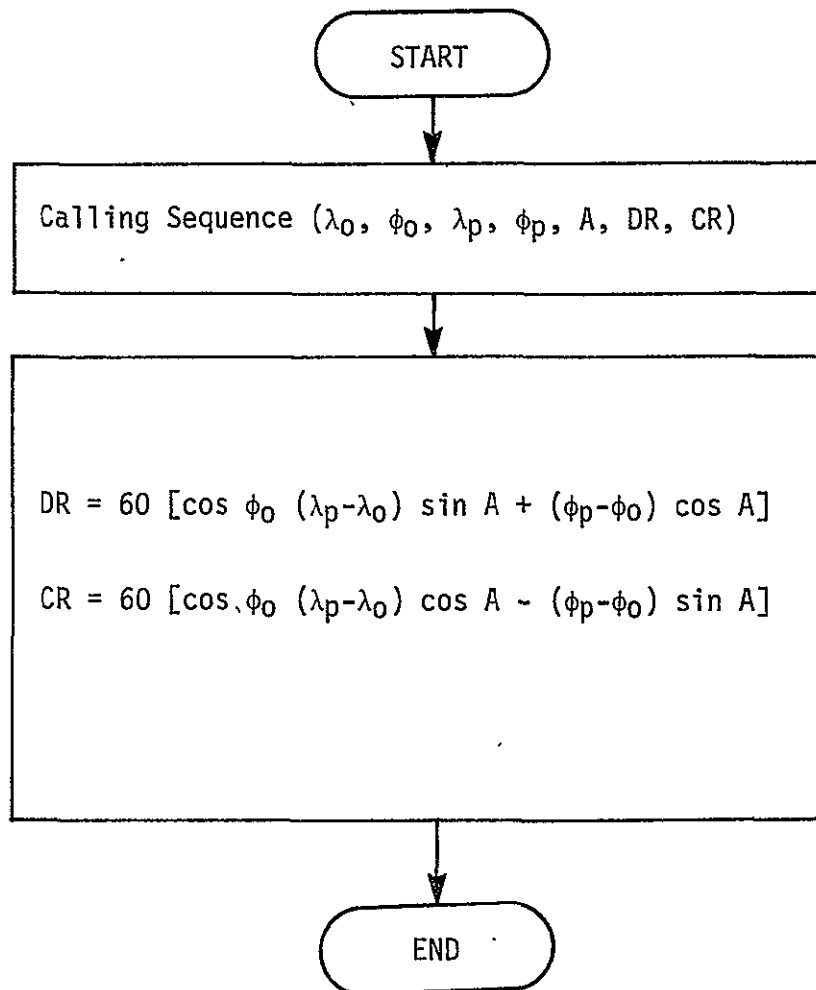 START
Calling Sequence (λo, φo, λp, φp, A, DR, CR)
DR = 60 [cos φo (λp-λo) sin A + (φp-φo) cos A]
CR = 60 [cos φo (λp-λo) cos A - (φp-φo) sin A]
END